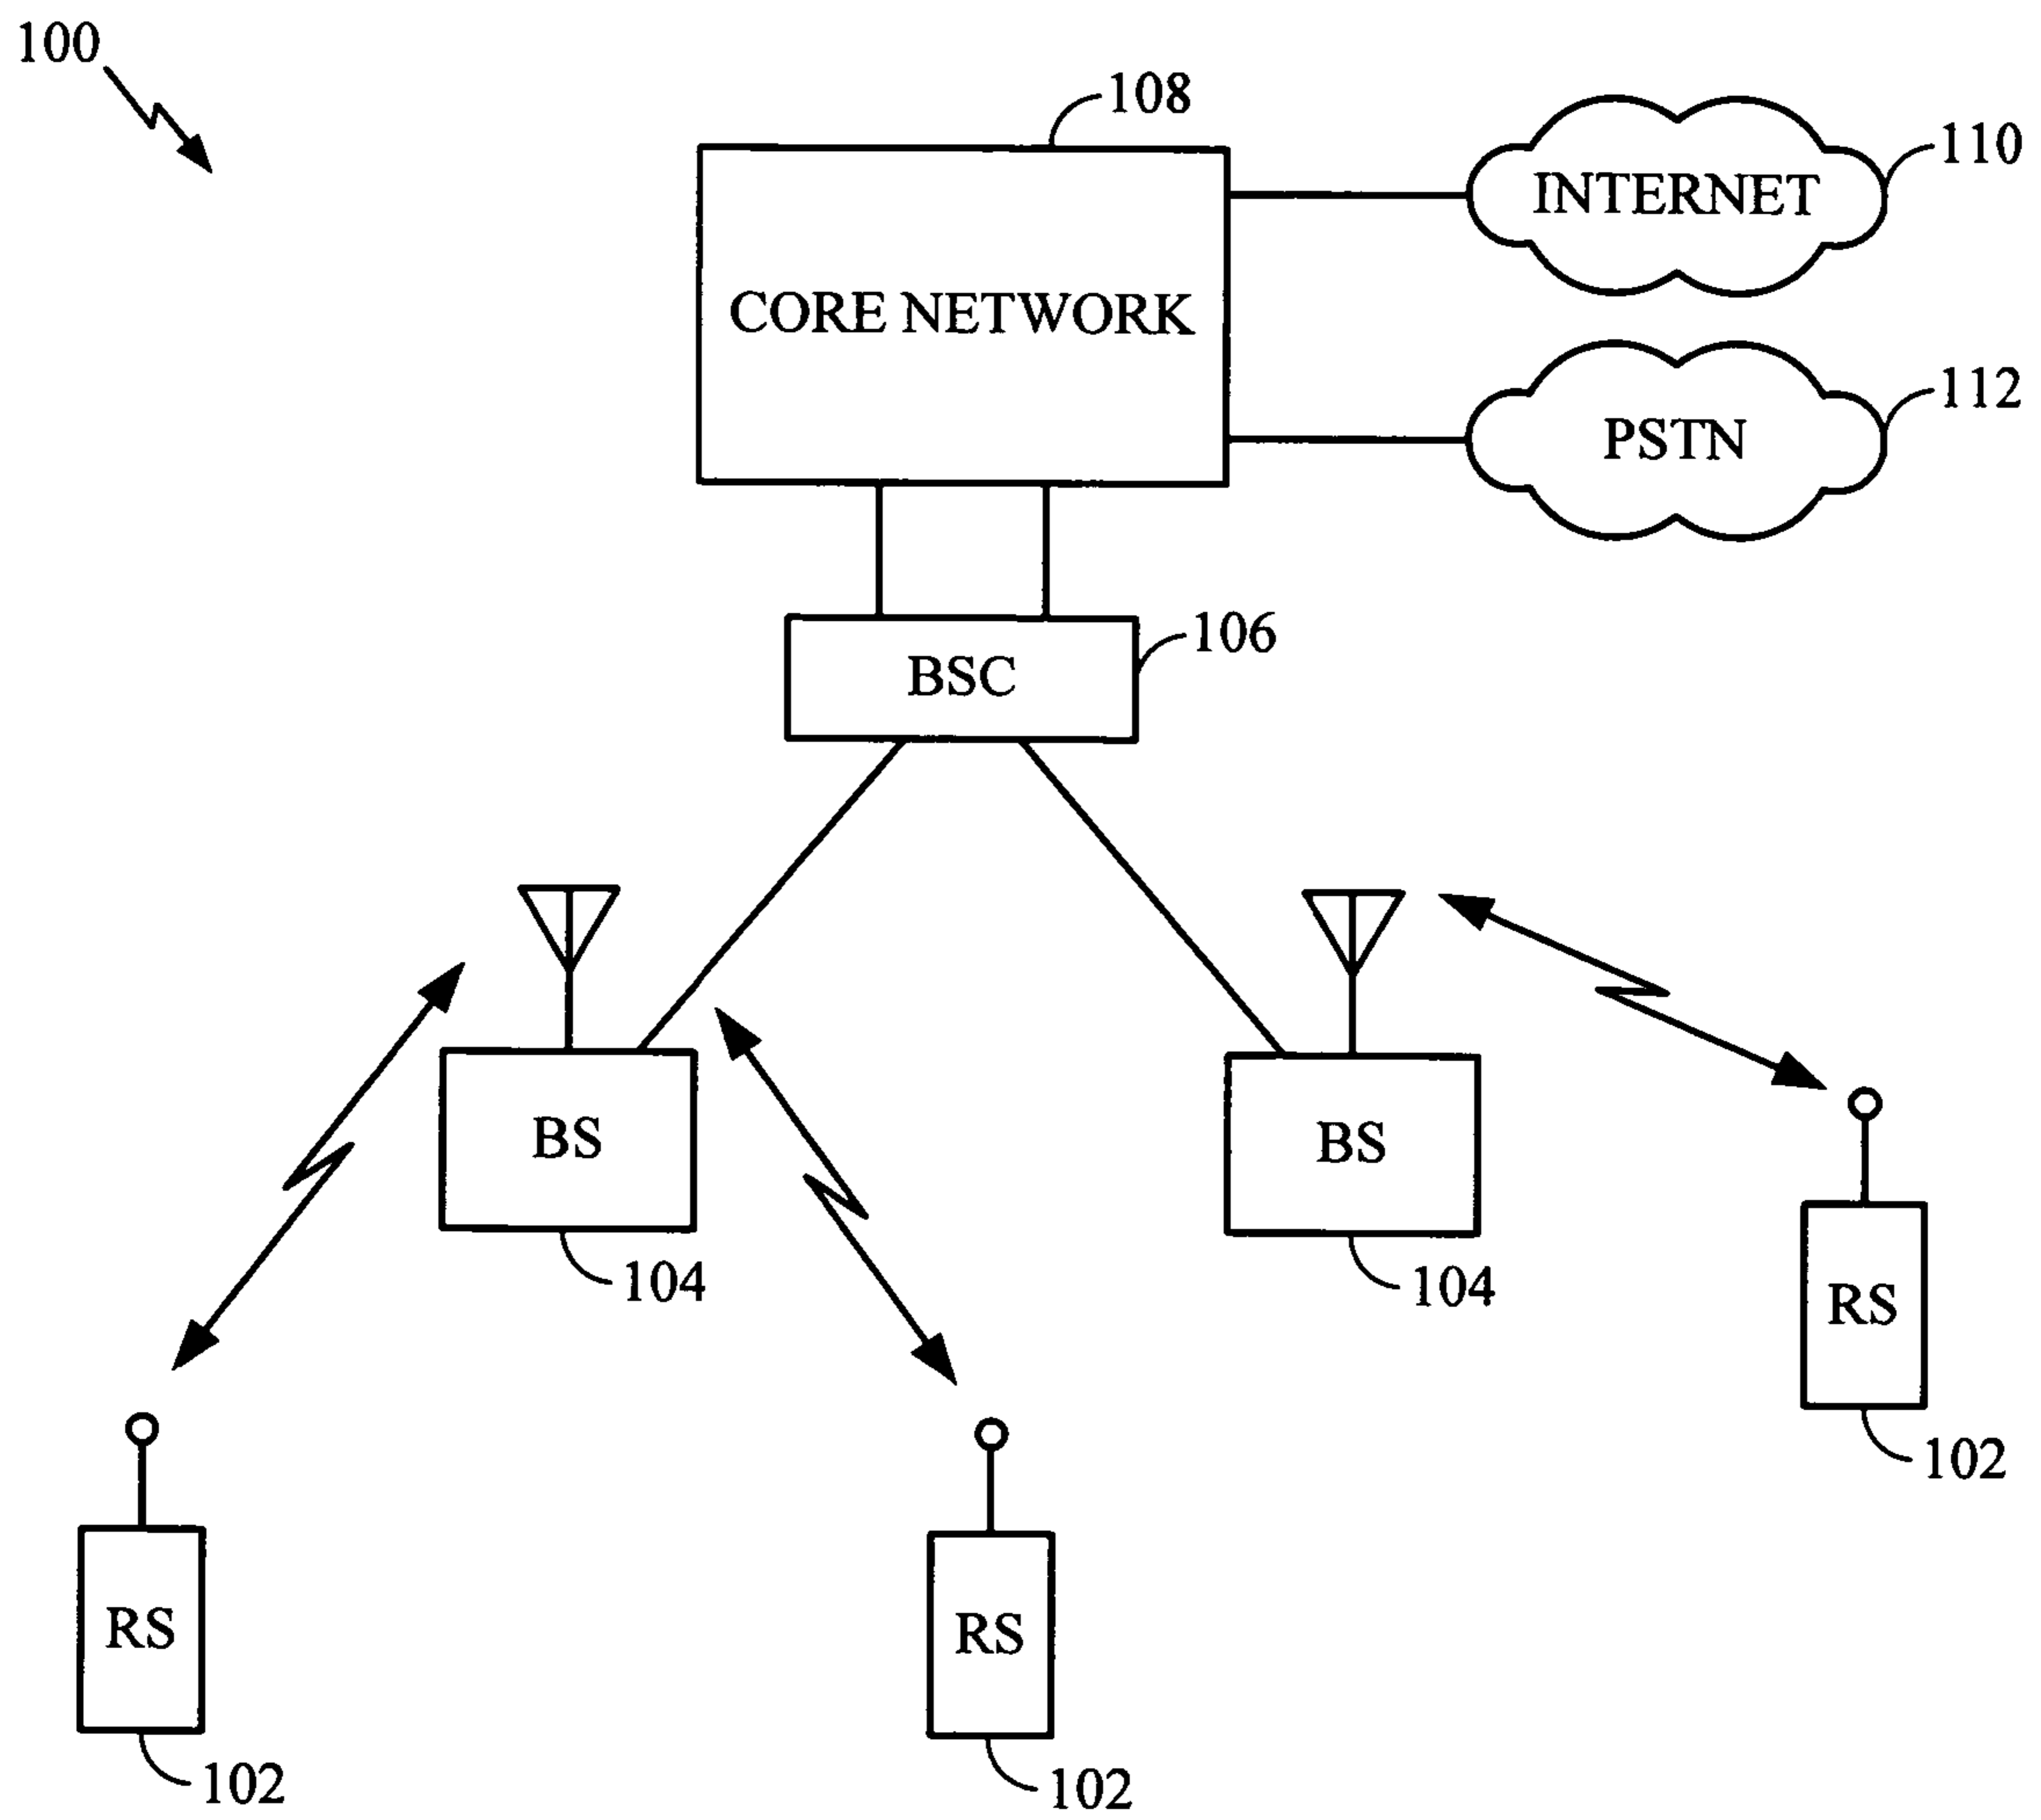 100
108
110
INTERNET
CORE NETWORK
112
PSTN
106
BSC
BS
BS
104
104
RS
102
RS
RS
102
102